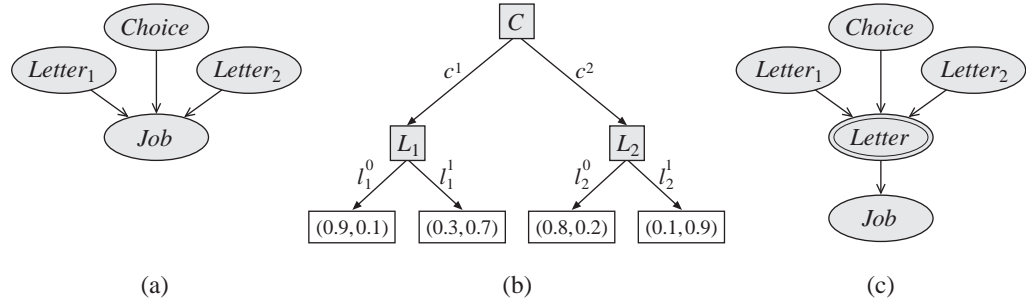 Choice
Letter₁ Letter₂
Job
(a)
C
c¹ c²
L₁ L₂
l₁⁰ l₁¹ l₂⁰ l₂¹
(0.9, 0.1) (0.3, 0.7) (0.8, 0.2) (0.1, 0.9)
(b)
Choice
Letter₁ Letter₂
Letter
Job
(c)